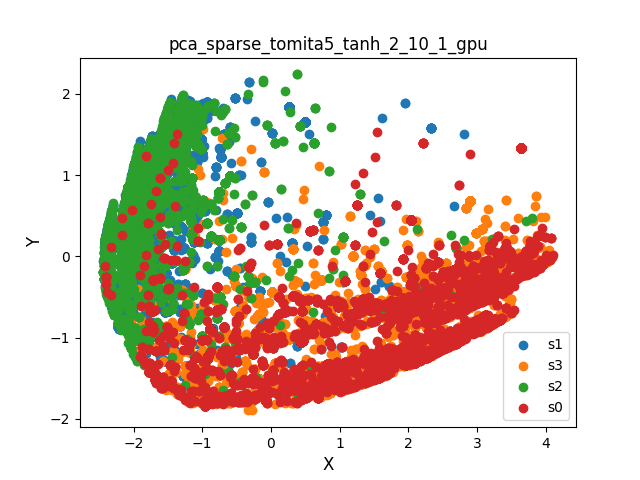 pca_sparse_tomita5_tanh_2_10_1_gpu
Y
2
1
0
−1
−2
−2
−1
0
1
2
3
4
X
s1
s3
s2
s0